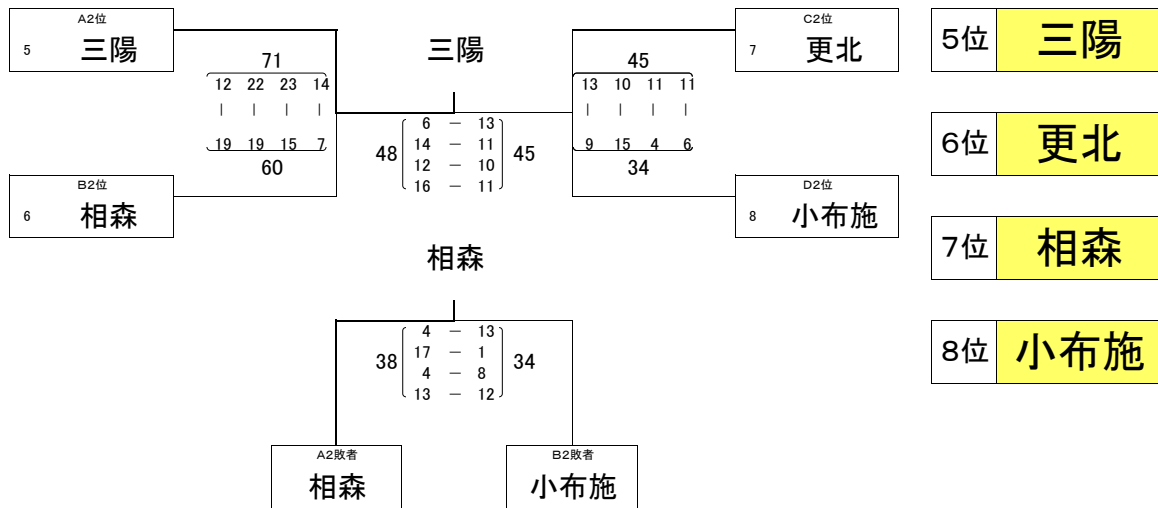 A2位
5 三陽
C2位
7 更北
5位 三陽
三陽
71
12 22 23 14
| | | |
19 19 15 7
60
45
13 10 11 11
| | | |
9 15 4 6
34
6 － 13
14 － 11
12 － 10
16 － 11
48 45
6位 更北
B2位
6 相森
D2位
8 小布施
7位 相森
相森
4 － 13
17 － 1
4 － 8
13 － 12
38 34
8位 小布施
A2敗者
相森
B2敗者
小布施